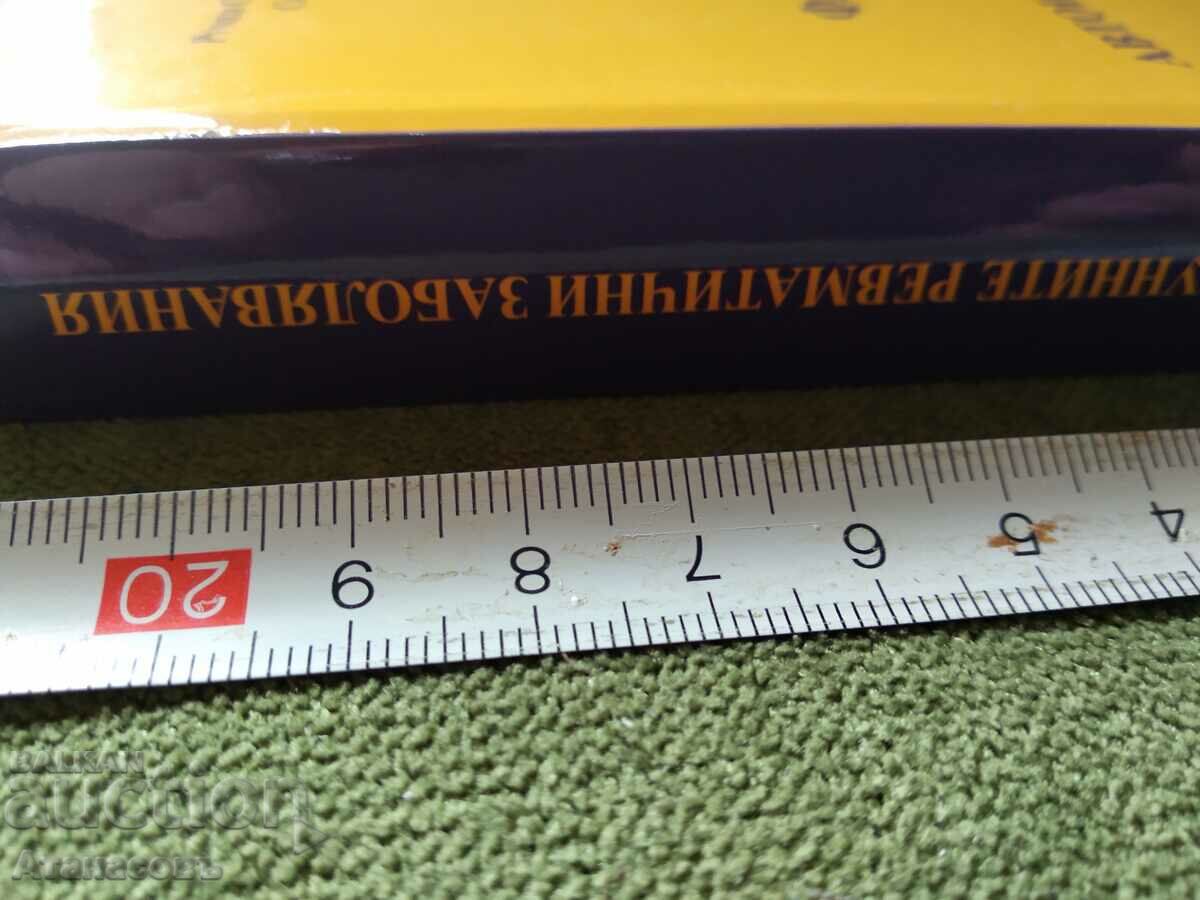 УННИТЕ РЕВМАТИЧНИ ЗАБОЛЯВАНИЯ
4 5 6 7 8 9 20
BALKAN
auction
Атанасовъ